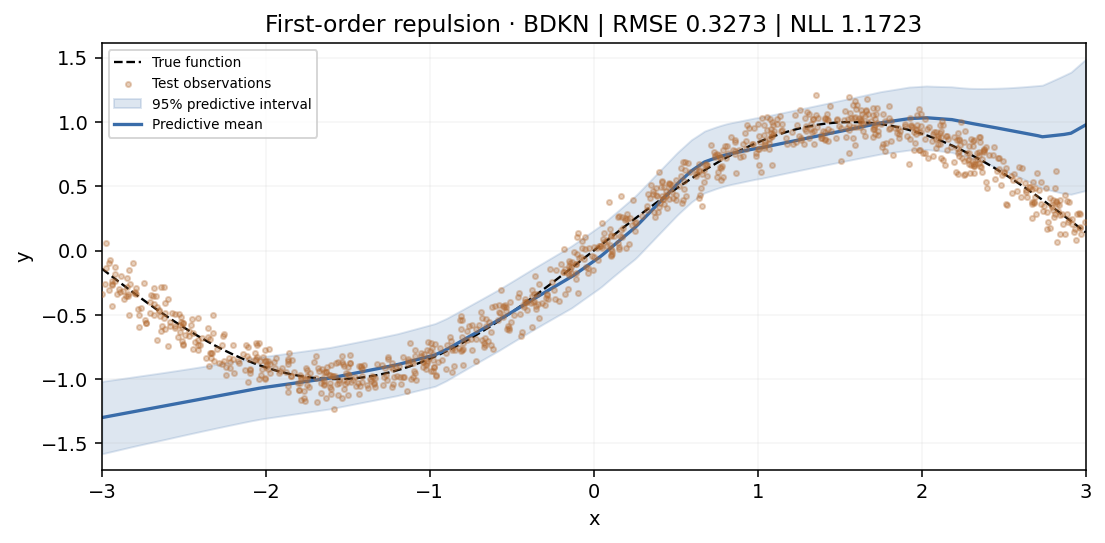 First-order repulsion · BDKN | RMSE 0.3273 | NLL 1.1723
True function
Test observations
95% predictive interval
Predictive mean
1.5
1.0
0.5
0.0
−0.5
−1.0
−1.5
y
−3
−2
−1
0
1
2
3
x